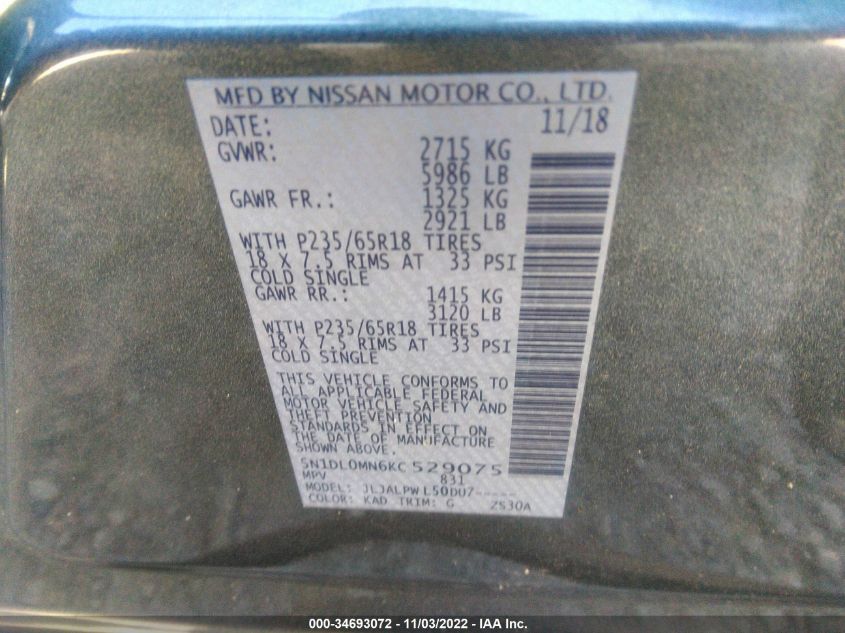 MFD BY NISSAN MOTOR CO., LTD.
DATE: 11/18
GVWR: 2715 KG
5986 LB
GAWR FR.: 1325 KG
2921 LB
WITH P235/65R18 TIRES
18 X 7.5 RIMS AT 33 PSI
COLD SINGLE
GAWR RR.: 1415 KG
3120 LB
WITH P235/65R18 TIRES
18 X 7.5 RIMS AT 33 PSI
COLD SINGLE
THIS VEHICLE CONFORMS TO
ALL APPLICABLE FEDERAL
MOTOR VEHICLE SAFETY AND
THEFT PREVENTION
STANDARDS IN EFFECT ON
THE DATE OF MANUFACTURE
SHOWN ABOVE.
5N1DL0MN6KC529075
MPV 831
MODEL: JLJALPWL50DU7-----
COLOR: KAD TRIM: G ZS30A
000-34693072 - 11/03/2022 - IAA Inc.